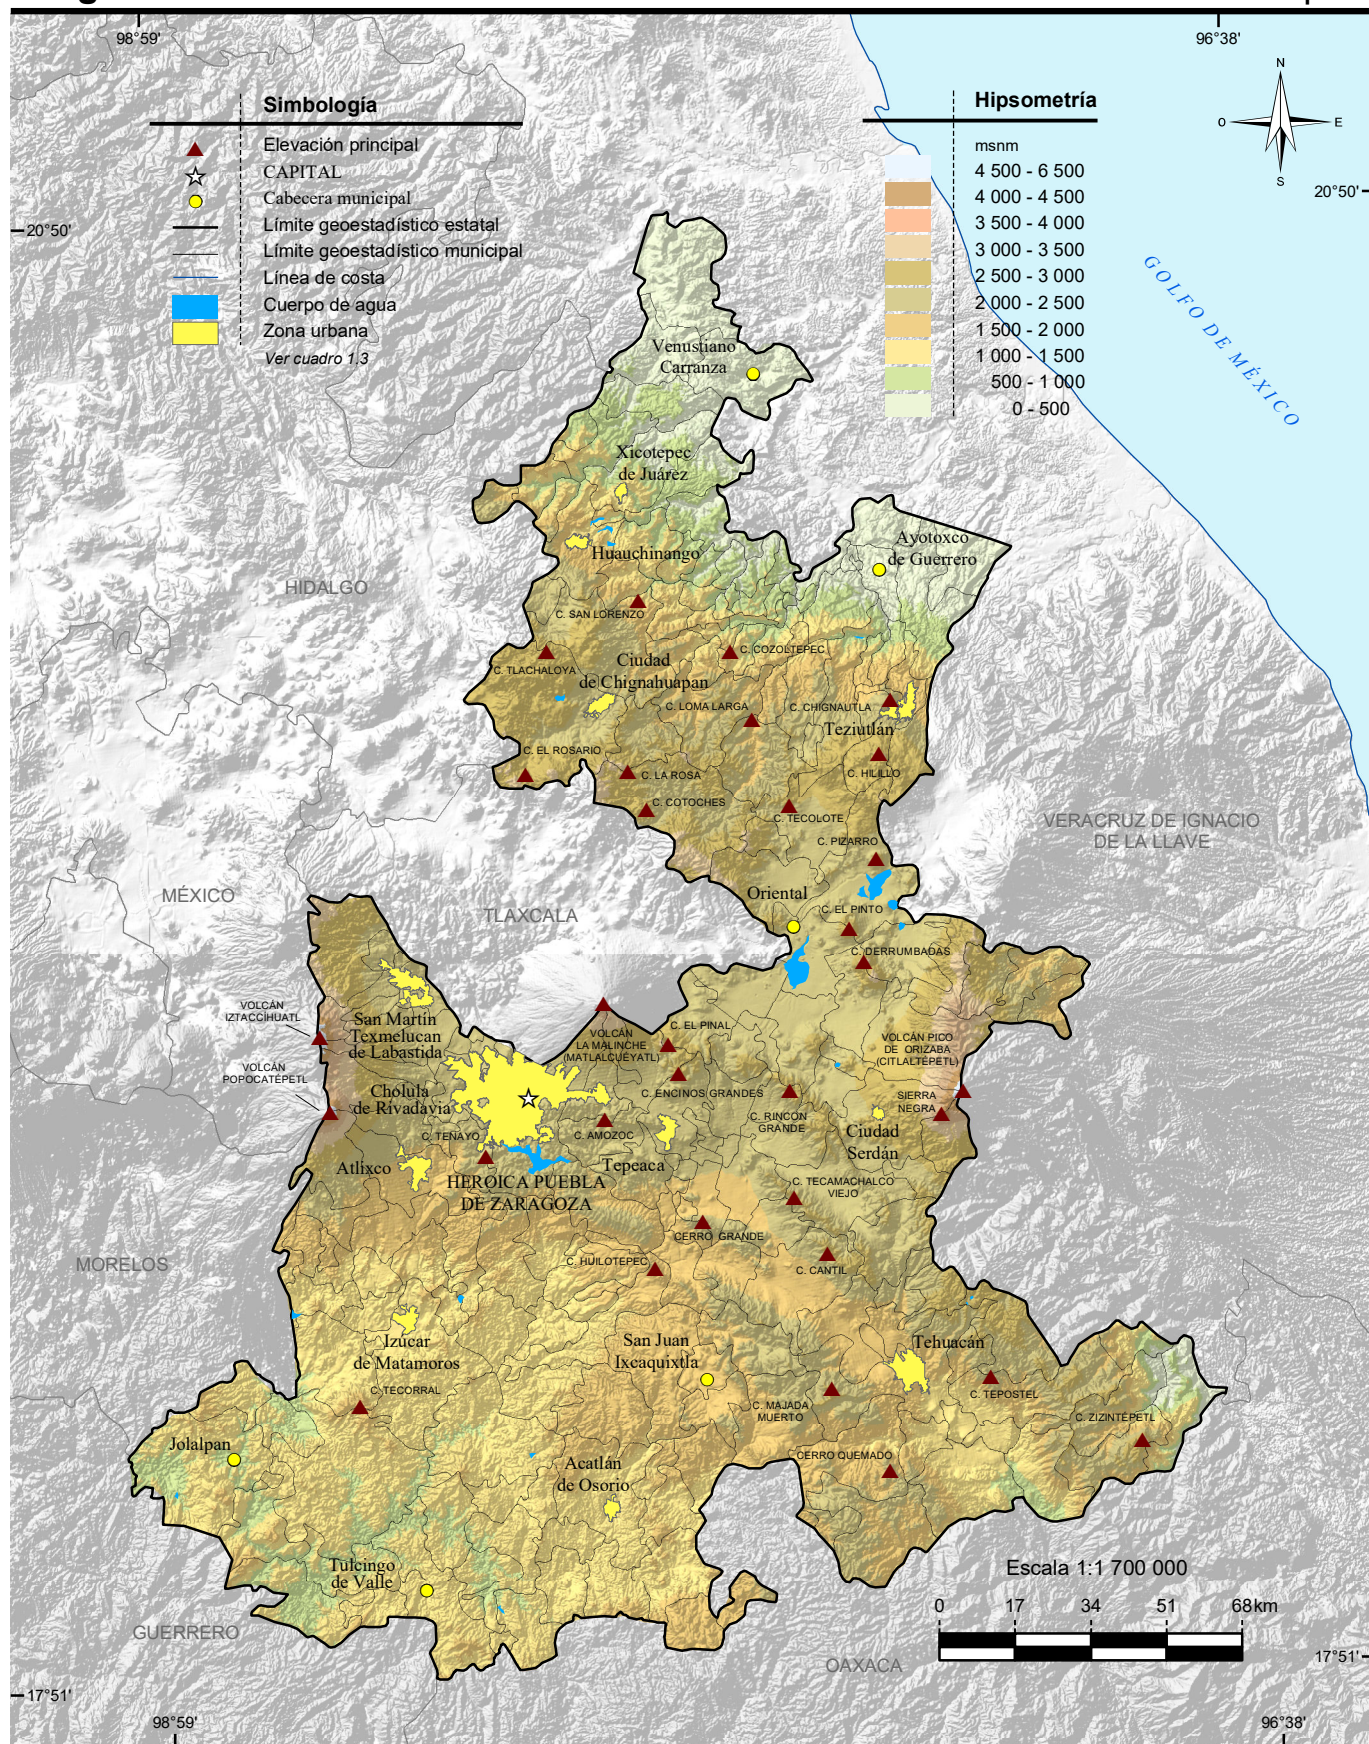 98°59'
96°38'
Simbología
Elevación principal
CAPITAL
Cabecera municipal
Límite geoestadístico estatal
Límite geoestadístico municipal
Línea de costa
Cuerpo de agua
Zona urbana
Ver cuadro 1.3
Hipsometría
msnm
4 500 - 6 500
4 000 - 4 500
3 500 - 4 000
3 000 - 3 500
2 500 - 3 000
2 000 - 2 500
1 500 - 2 000
1 000 - 1 500
500 - 1 000
0 - 500
N
O
E
S
20°50'
20°50'
GOLFO DE MÉXICO
Venustiano
Carranza
Xicotepec
de Juárez
Huauchinango
Ayotoxco
de Guerrero
HIDALGO
C. SAN LORENZO
C. TLACHALOYA
Ciudad
de Chignahuapan
C. COZOLTEPEC
C. LOMA LARGA
C. CHIGNAUTLA
Teziutlán
C. EL ROSARIO
C. LA ROSA
C. HILILLO
C. COTOCHES
C. TECOLOTE
C. PIZARRO
VERACRUZ DE IGNACIO
DE LA LLAVE
MÉXICO
TLAXCALA
Oriental
C. EL PINTO
C. DERRUMBADAS
VOLCÁN
IZTACCÍHUATL
San Martín
Texmelucan
de Labastida
VOLCÁN
LA MALINCHE
(MATLALCUÉYATL)
C. EL PINAL
VOLCÁN PICO
DE ORIZABA
(CITLALTÉPETL)
VOLCÁN
POPOCATÉPETL
Cholula
de Rivadavia
C. ENCINOS GRANDES
C. RINCÓN
GRANDE
SIERRA
NEGRA
C. TENAYO
C. AMOZOC
Ciudad
Serdán
Atlixco
Tepeaca
HEROICA PUEBLA
DE ZARAGOZA
C. TECAMACHALCO
VIEJO
CERRO GRANDE
MORELOS
C. HUILOTEPEC
C. CANTIL
Izúcar
de Matamoros
San Juan
Ixcaquixtla
Tehuacán
C. TECORRAL
C. TEPOSTEL
C. MAJADA
MUERTO
C. ZIZINTÉPETL
Jolalpan
Acatlán
de Osorio
CERRO QUEMADO
Tulcingo
de Valle
GUERRERO
OAXACA
Escala 1:1 700 000
0
17
34
51
68 km
17°51'
17°51'
98°59'
96°38'